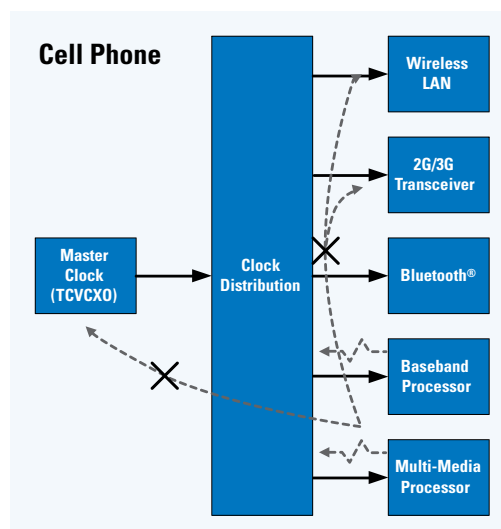 Cell Phone
Wireless
LAN
2G/3G
Transceiver
Master
Clock
(TCVCXO)
Clock
Distribution
Bluetooth®
Baseband
Processor
Multi-Media
Processor